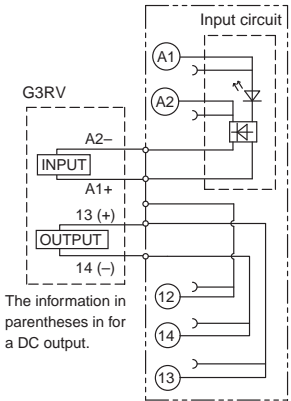 Input circuit
A1
G3RV
A2
A2–
INPUT
A1+
13 (+)
OUTPUT
14 (–)
The information in
parentheses in for
a DC output.
12
14
13